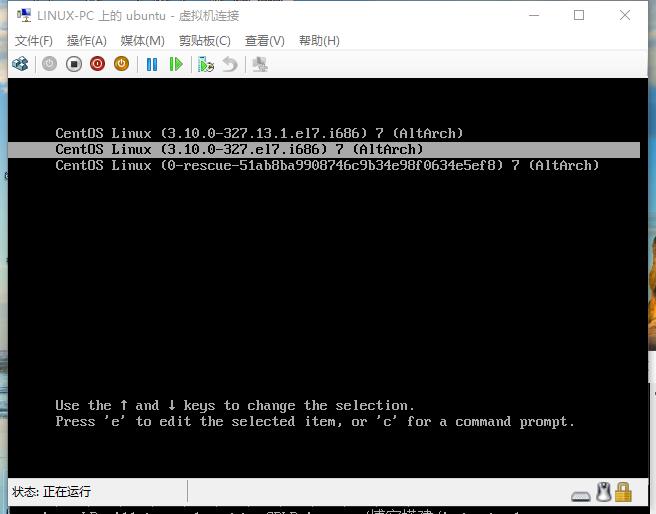 LINUX-PC 上的 ubuntu - 虚拟机连接
文件(F) 操作(A) 媒体(M) 剪贴板(C) 查看(V) 帮助(H)
CentOS Linux (3.10.0-327.13.1.el7.i686) 7 (AltArch)
CentOS Linux (3.10.0-327.el7.i686) 7 (AltArch)
CentOS Linux (0-rescue-51ab8ba9908746c9b34e98f0634e5ef8) 7 (AltArch)
Use the ↑ and ↓ keys to change the selection.
Press 'e' to edit the selected item, or 'c' for a command prompt.
状态: 正在运行